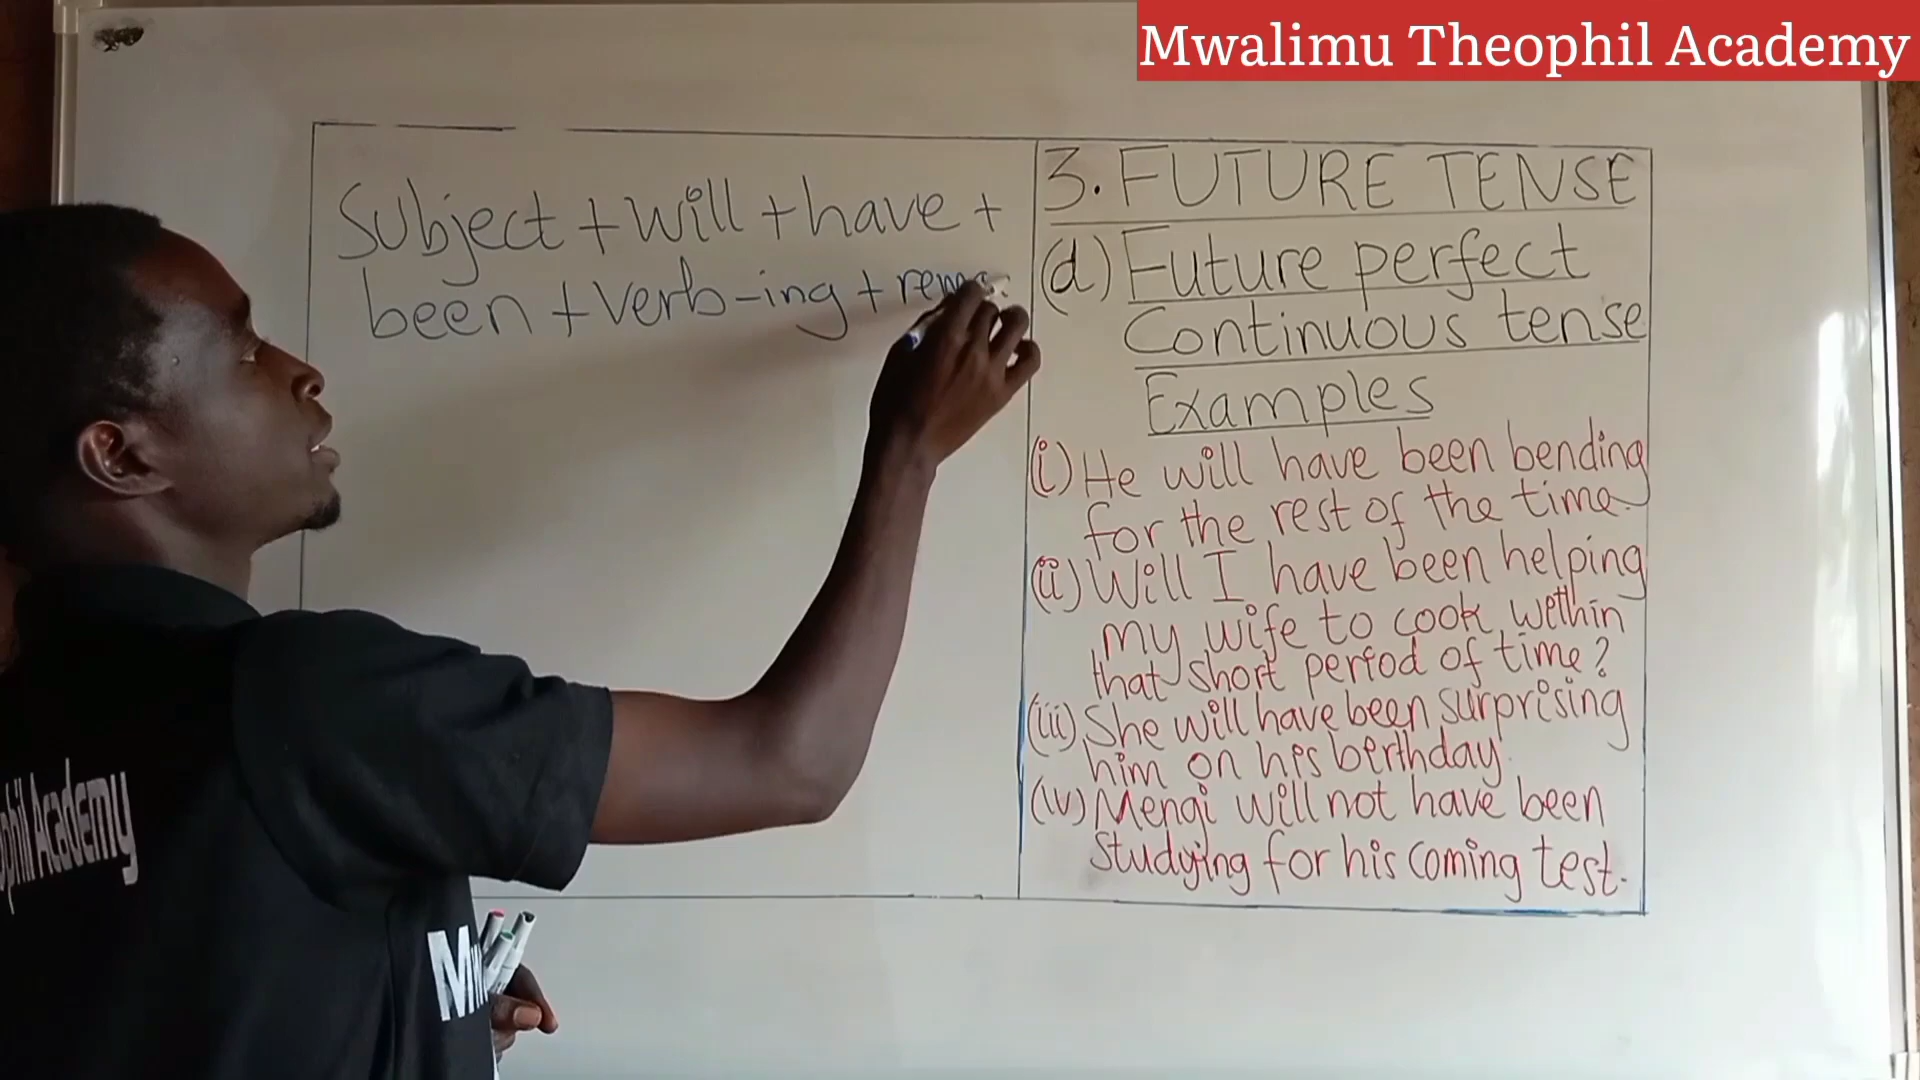 Mwalimu Theophil Academy
Subject + will + have +
been + verb-ing + rema
3. FUTURE TENSE
(d) Future perfect
Continuous tense
Examples
(i) He will have been bending
for the rest of the time.
(ii) Will I have been helping
my wife to cook within
that short period of time?
(iii) She will have been surprising
him on his birthday.
(iv) Mengi will not have been
studying for his coming test.
phil Academy